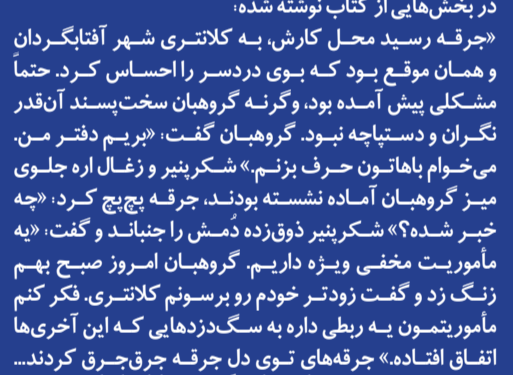 در بخش‌هایی از کتاب نوشته شده:
«جرقه رسید محل کارش، به کلانتری شهر آفتابگردان
و همان موقع بود که بوی دردسر را احساس کرد. حتماً
مشکلی پیش آمده بود، وگرنه گروهبان سخت‌پسند آن‌قدر
نگران و دستپاچه نبود. گروهبان گفت: «بریم دفتر من.
می‌خوام باهاتون حرف بزنم.» شکرپنیر و زغال اره جلوی
میز گروهبان آماده نشسته بودند، جرقه پچ‌پچ کرد: «چه
خبر شده؟» شکرپنیر ذوق‌زده دُمش را جنباند و گفت: «یه
مأموریت مخفی ویژه داریم. گروهبان امروز صبح بهم
زنگ زد و گفت زودتر خودم رو برسونم کلانتری. فکر کنم
مأموریتمون یه ربطی داره به سگ‌دزدهایی که این آخری‌ها
اتفاق افتاده.» جرقه‌های توی دل جرقه جرق‌جرق کردند...